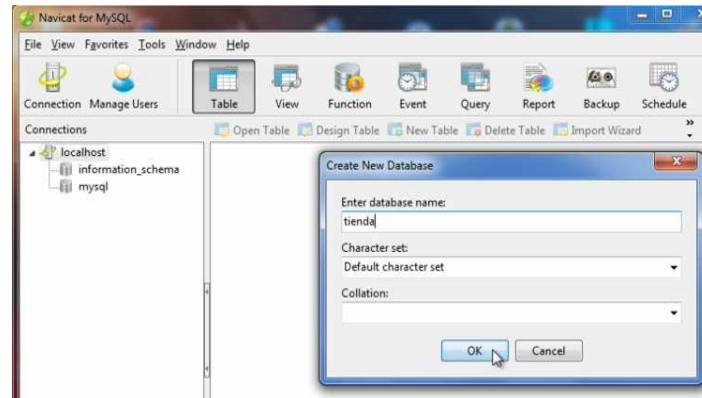 Navicat for MySQL
File View Favorites Tools Window Help
Connection Manage Users Table View Function Event Query Report Backup Schedule
Connections Open Table Design Table New Table Delete Table Import Wizard »
localhost
information_schema
mysql
Create New Database
Enter database name:
tienda
Character set:
Default character set
Collation:
OK Cancel